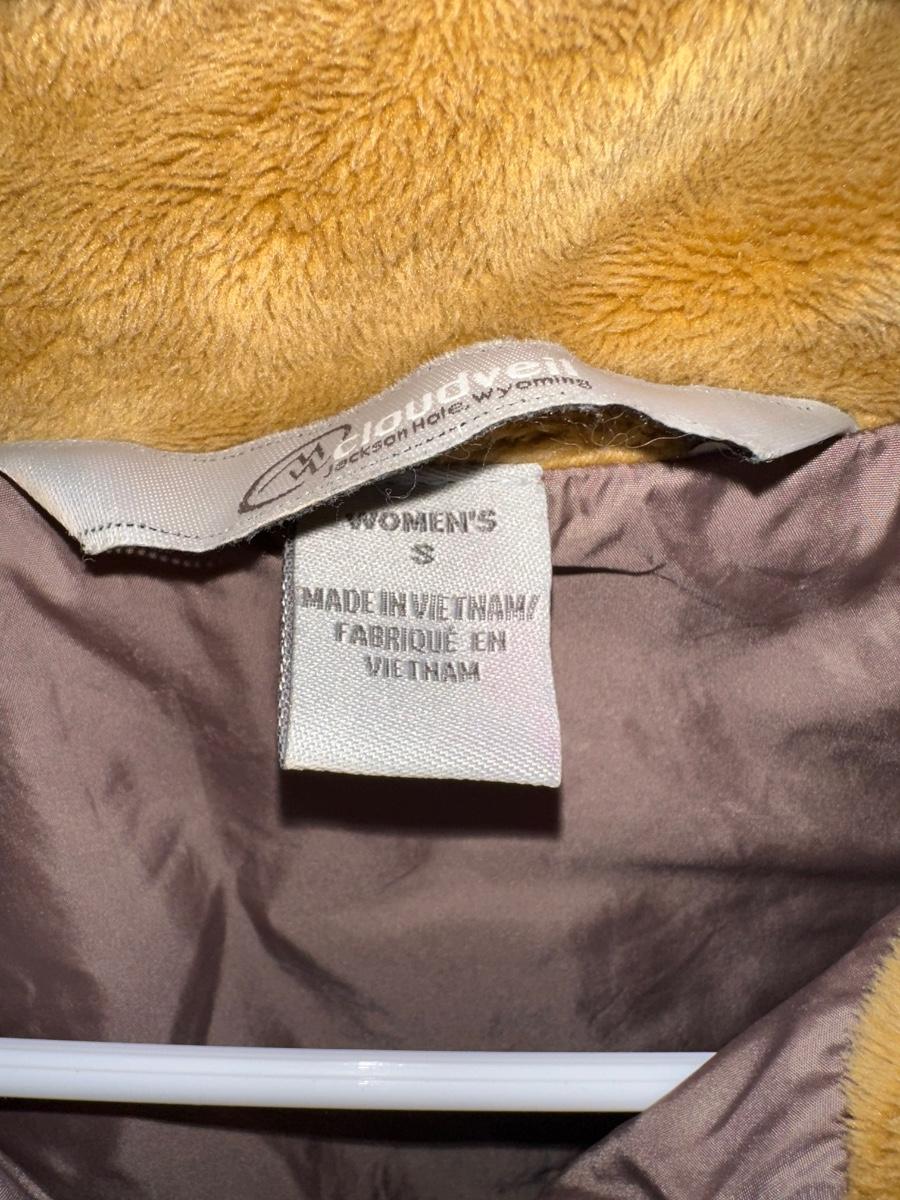 cloudveil
Jackson Hole, Wyoming
WOMEN'S
S
MADE IN VIETNAM/
FABRIQUÉ EN
VIETNAM